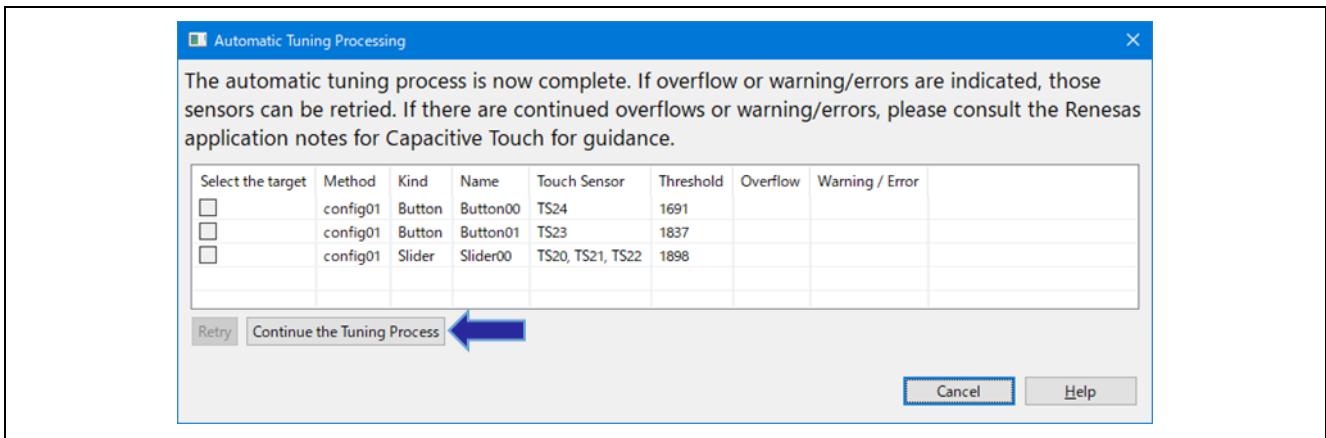 Automatic Tuning Processing
The automatic tuning process is now complete. If overflow or warning/errors are indicated, those
sensors can be retried. If there are continued overflows or warning/errors, please consult the Renesas
application notes for Capacitive Touch for guidance.
Select the target Method Kind Name Touch Sensor Threshold Overflow Warning / Error
config01 Button Button00 TS24 1691
config01 Button Button01 TS23 1837
config01 Slider Slider00 TS20, TS21, TS22 1898
Retry Continue the Tuning Process
Cancel Help